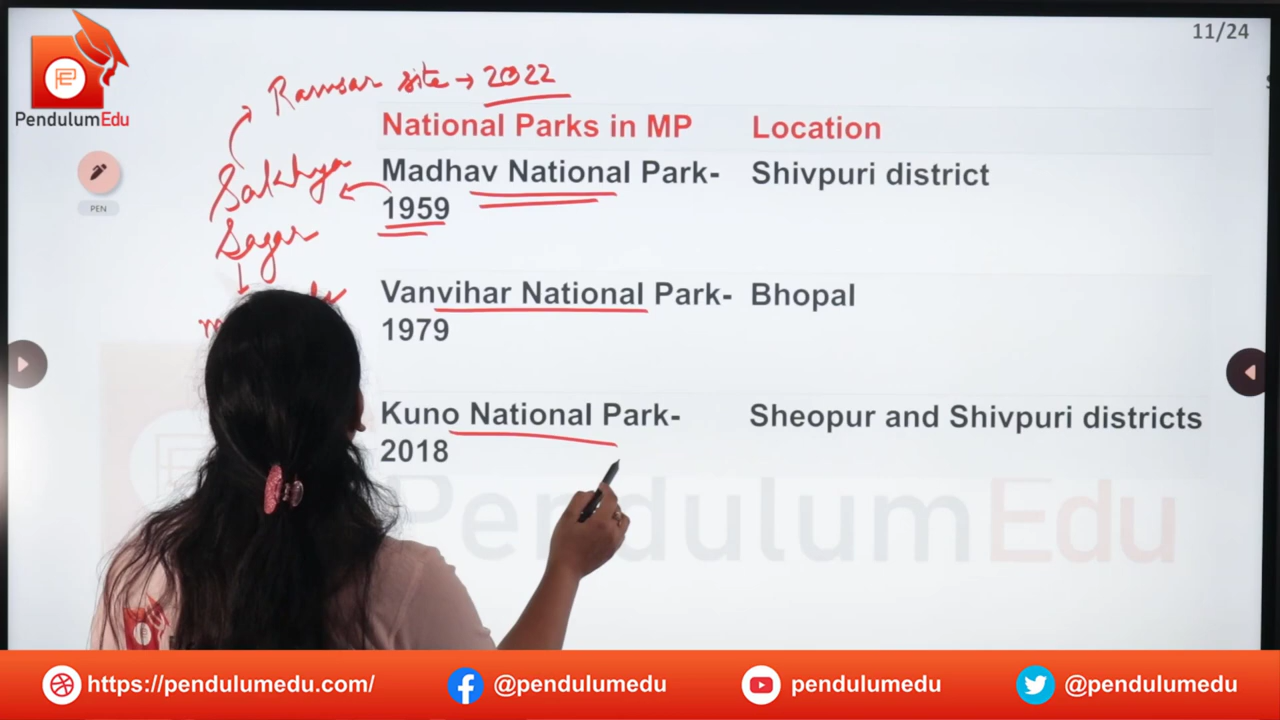 11/24
PendulumEdu
Ramsar site → 2022
National Parks in MP Location
Sakhya
Sagar
Madhav National Park- Shivpuri district
1959
PEN
Vanvihar National Park- Bhopal
1979
Kuno National Park- Sheopur and Shivpuri districts
2018
PendulumEdu
https://pendulumedu.com/ @pendulumedu pendulumedu @pendulumedu